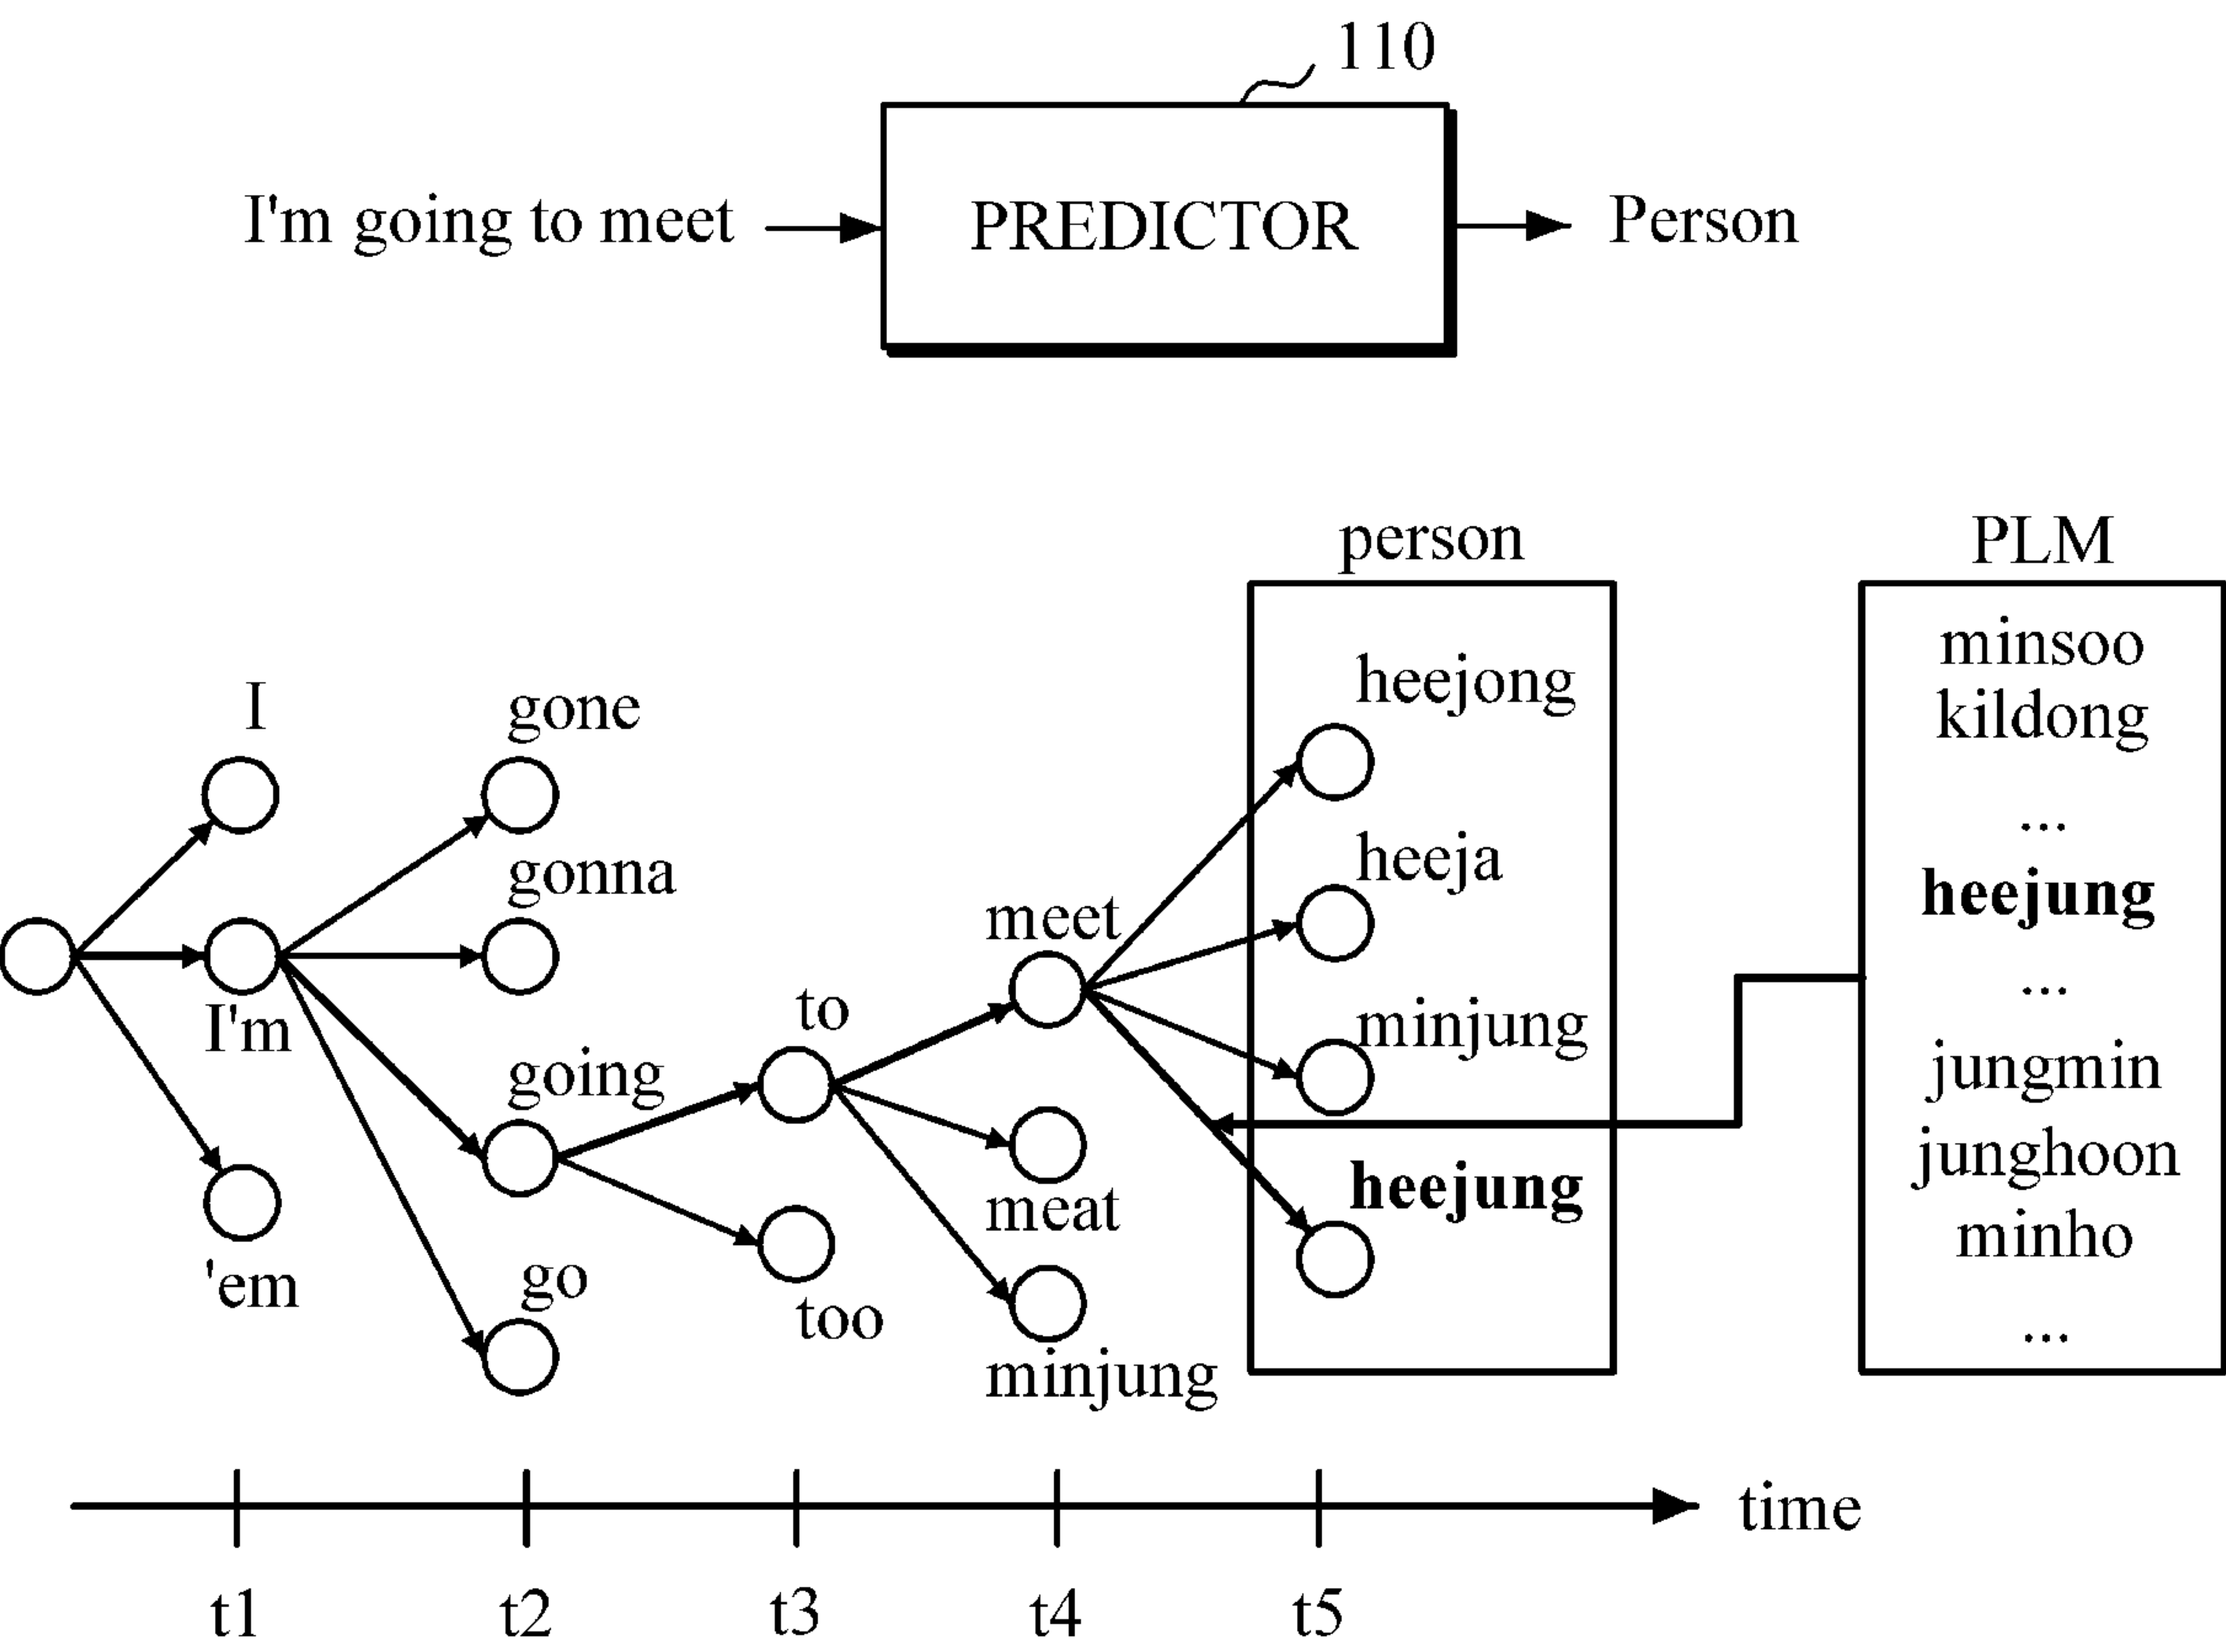 110
I'm going to meet
PREDICTOR
Person
person
PLM
I
I'm
'em
gone
gonna
going
go
to
too
meet
meat
minjung
heejong
heeja
minjung
heejung
minsoo
kildong
...
heejung
...
jungmin
junghoon
minho
...
time
t1 t2 t3 t4 t5